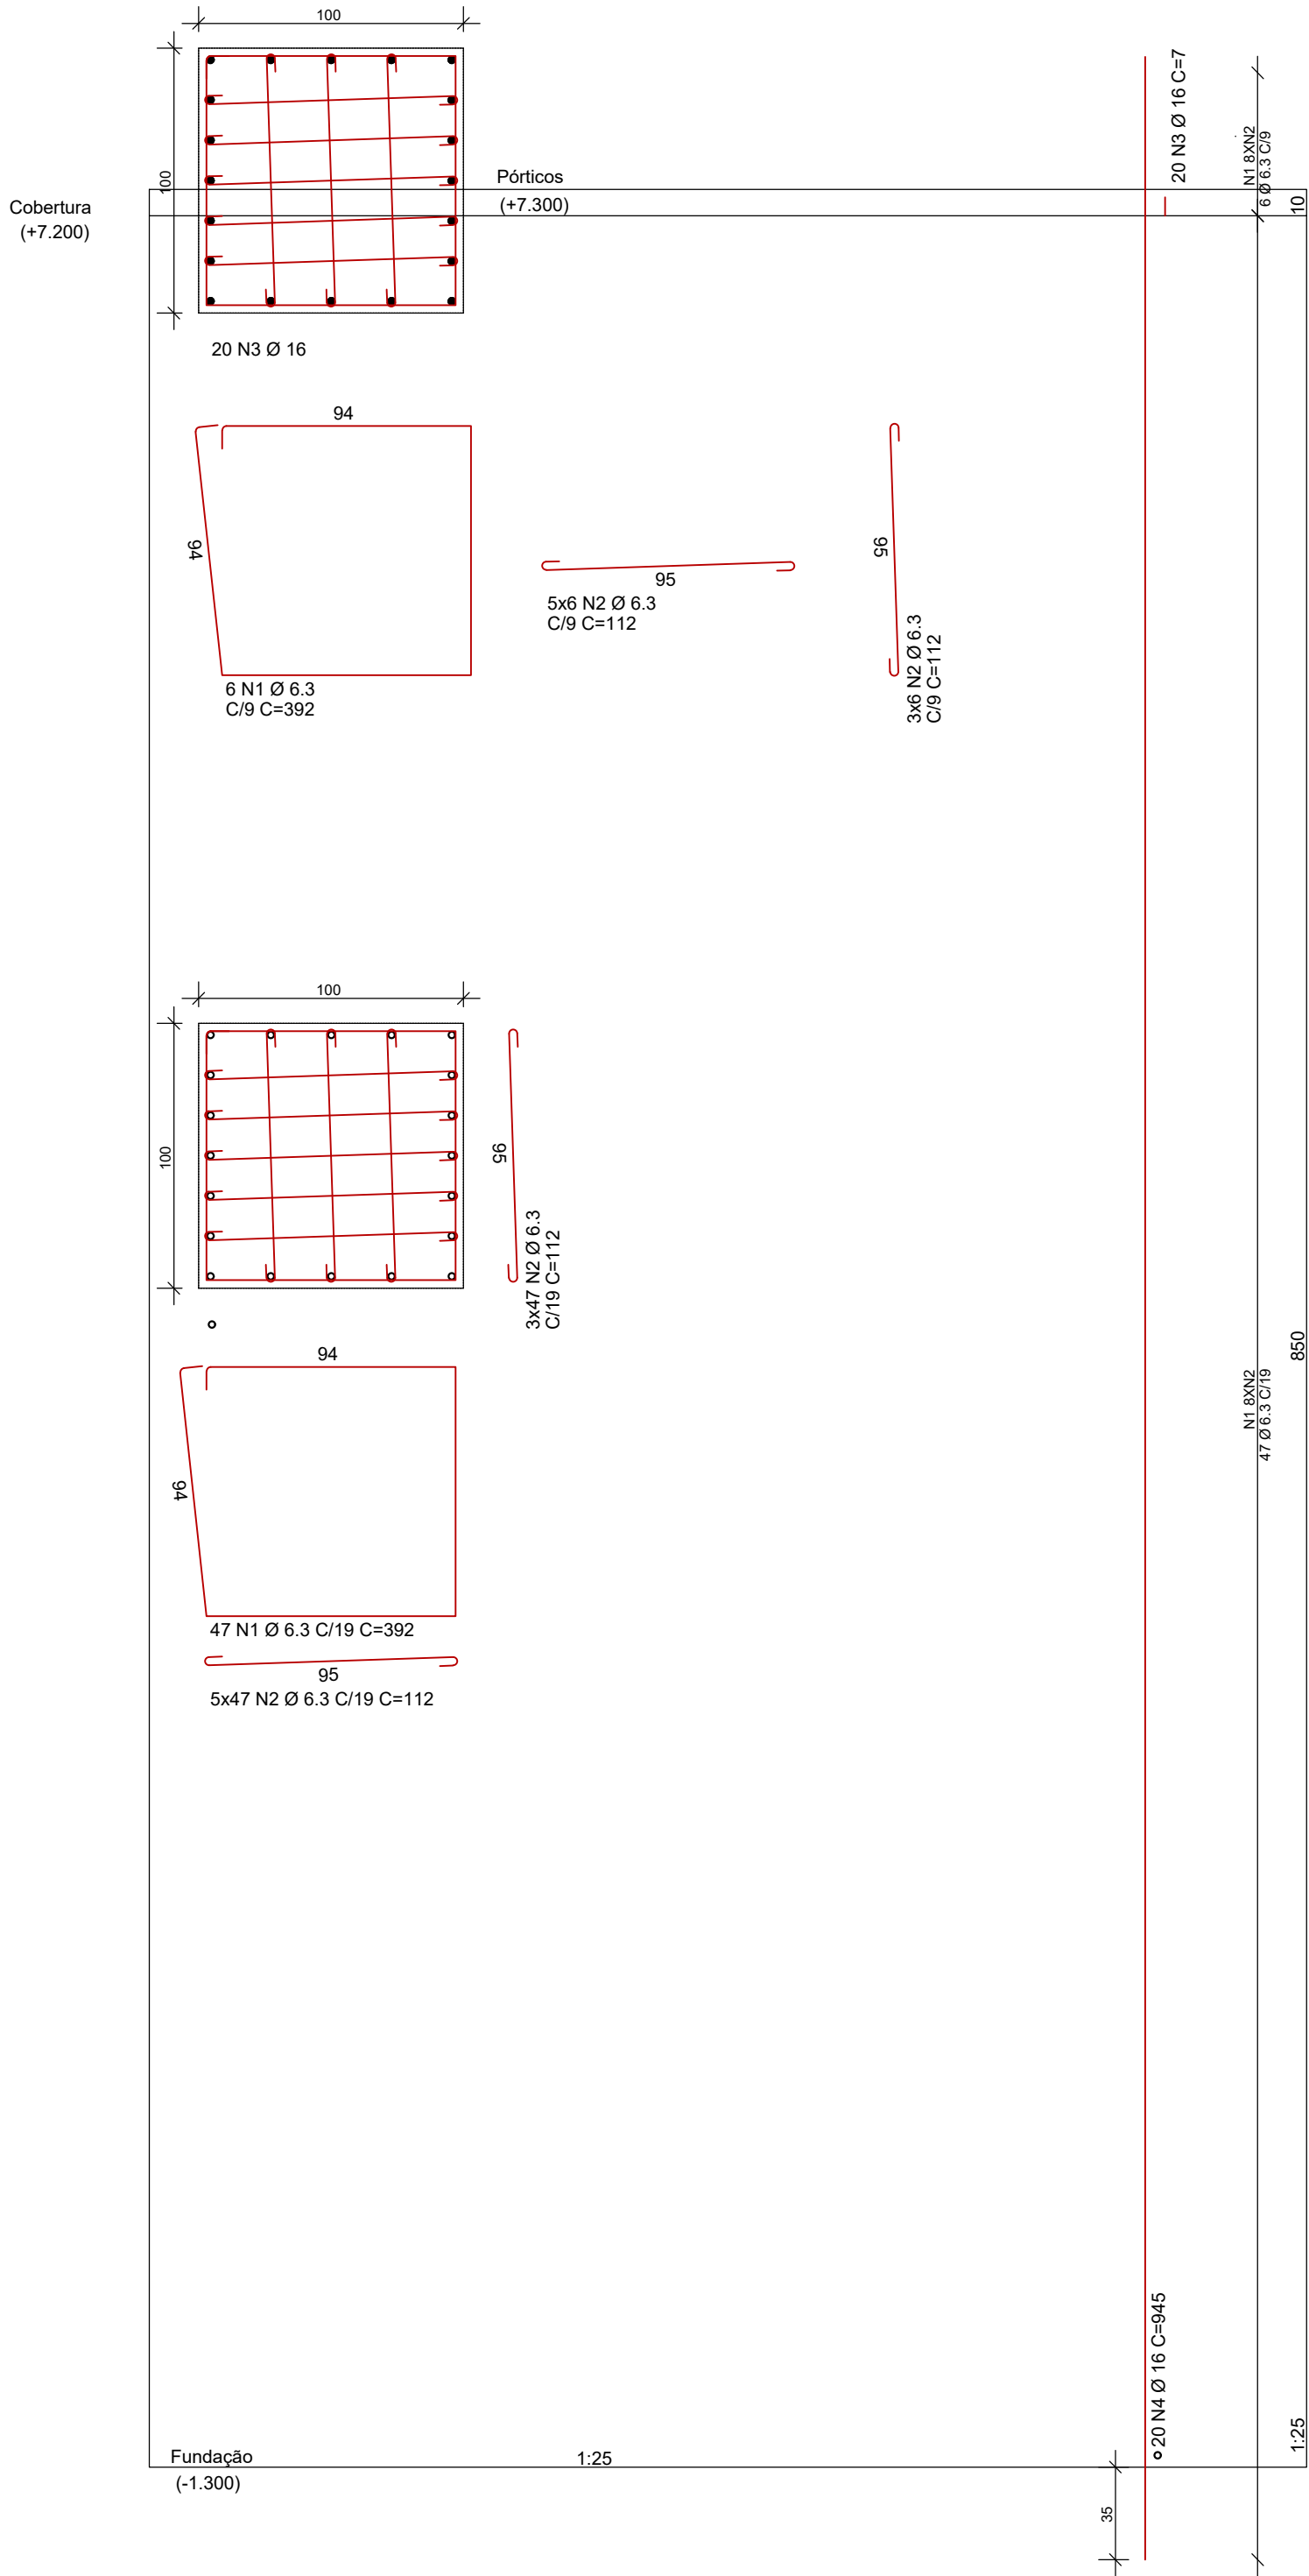 100
20 N3 Ø 16 C=7
N1 8XN2
6 Ø 6.3 C/9
100
Pórticos
(+7.300)
Cobertura
(+7.200)
10
20 N3 Ø 16
94
94
6 N1 Ø 6.3
C/9 C=392
95
5x6 N2 Ø 6.3
C/9 C=112
95
3x6 N2 Ø 6.3
C/9 C=112
100
100
95
3x47 N2 Ø 6.3
C/19 C=112
94
94
47 N1 Ø 6.3 C/19 C=392
95
5x47 N2 Ø 6.3 C/19 C=112
850
N1 8XN2
47 Ø 6.3 C/19
20 N4 Ø 16 C=945
1:25
Fundação
(-1.300)
1:25
35